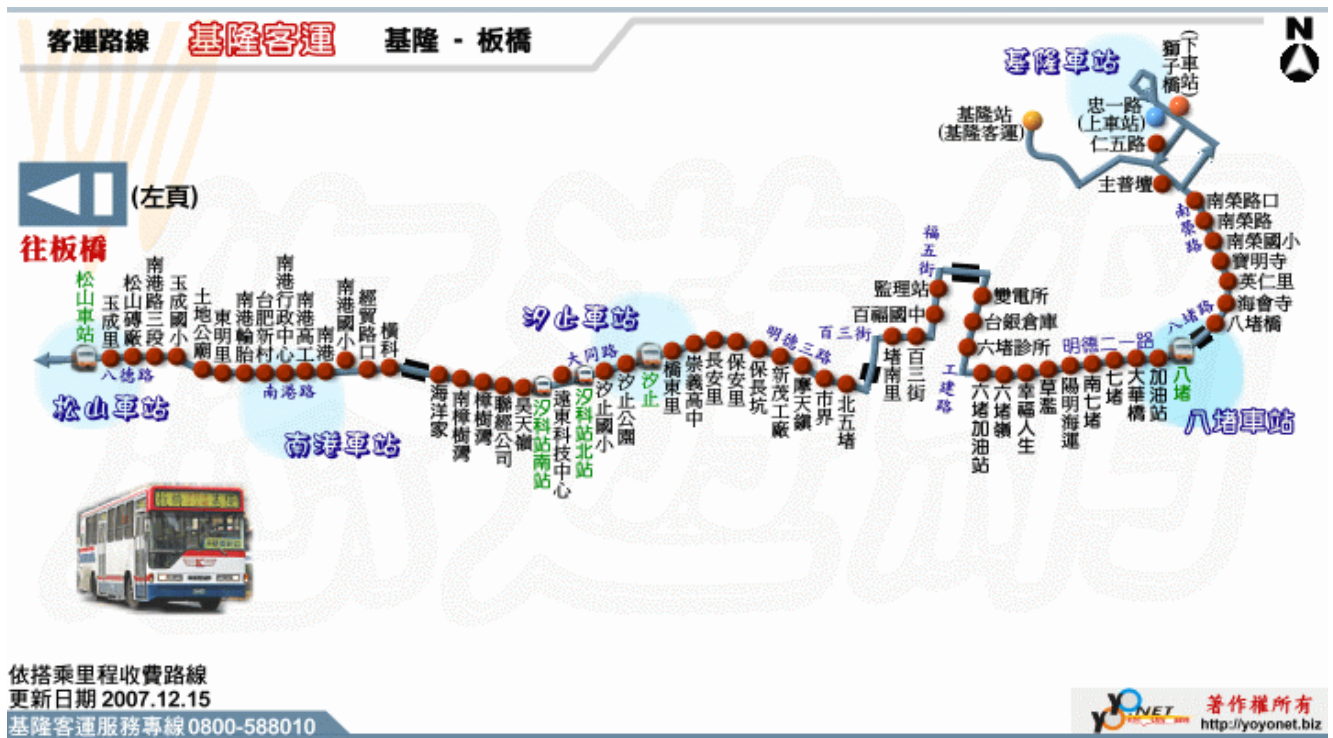 客運路線 基隆客運 基隆 - 板橋
N
基隆車站
獅子橋
(下車站)
忠一路
(上車站)
基隆站
(基隆客運)
仁五路
主普壇
(左頁)
往板橋
南榮路口
南榮路
南榮路
南榮國小
寶明寺
英仁里
海會寺
八堵橋
八堵路
八堵
八堵車站
加油站
大華橋
七堵
南七堵
陽明海運
草濫
幸福人生
六堵嶺
六堵加油站
明德二一路
工建路
六堵診所
台銀倉庫
變電所
福五街
監理站
百福國中
百三街
百三街
堵南里
北五堵
市界
摩天鎮
明德三路
新茂工廠
保長坑
保安里
長安里
崇義高中
橋東里
汐止
汐止車站
汐止公園
汐止國小
大同路
汐科站北站
遠東科技中心
汐科站南站
吳大嶺
聯經公司
樟樹灣
南樟樹灣
海洋家
橫科
經貿路口
南港國小
南港
南港高工
南港行政中心
台肥新村
南港輪胎
東明里
土地公廟
南港路
南港車站
玉成國小
南港路三段
松山磚廠
玉成里
八德路
松山車站
松山車站
依搭乘里程收費路線
更新日期 2007.12.15
基隆客運服務專線0800-588010
YOYO.NET
著作權所有
http://yoyonet.biz